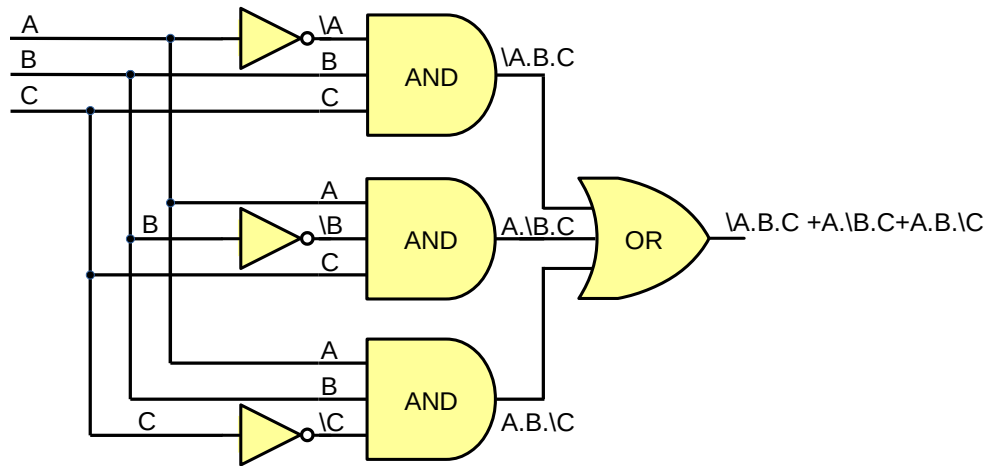 A
\A
B
B
\A.B.C
AND
C
C
A
\A.B.C +A.\B.C+A.B.\C
B
\B
A.\B.C
AND
OR
C
A
B
AND
C
\C
A.B.\C